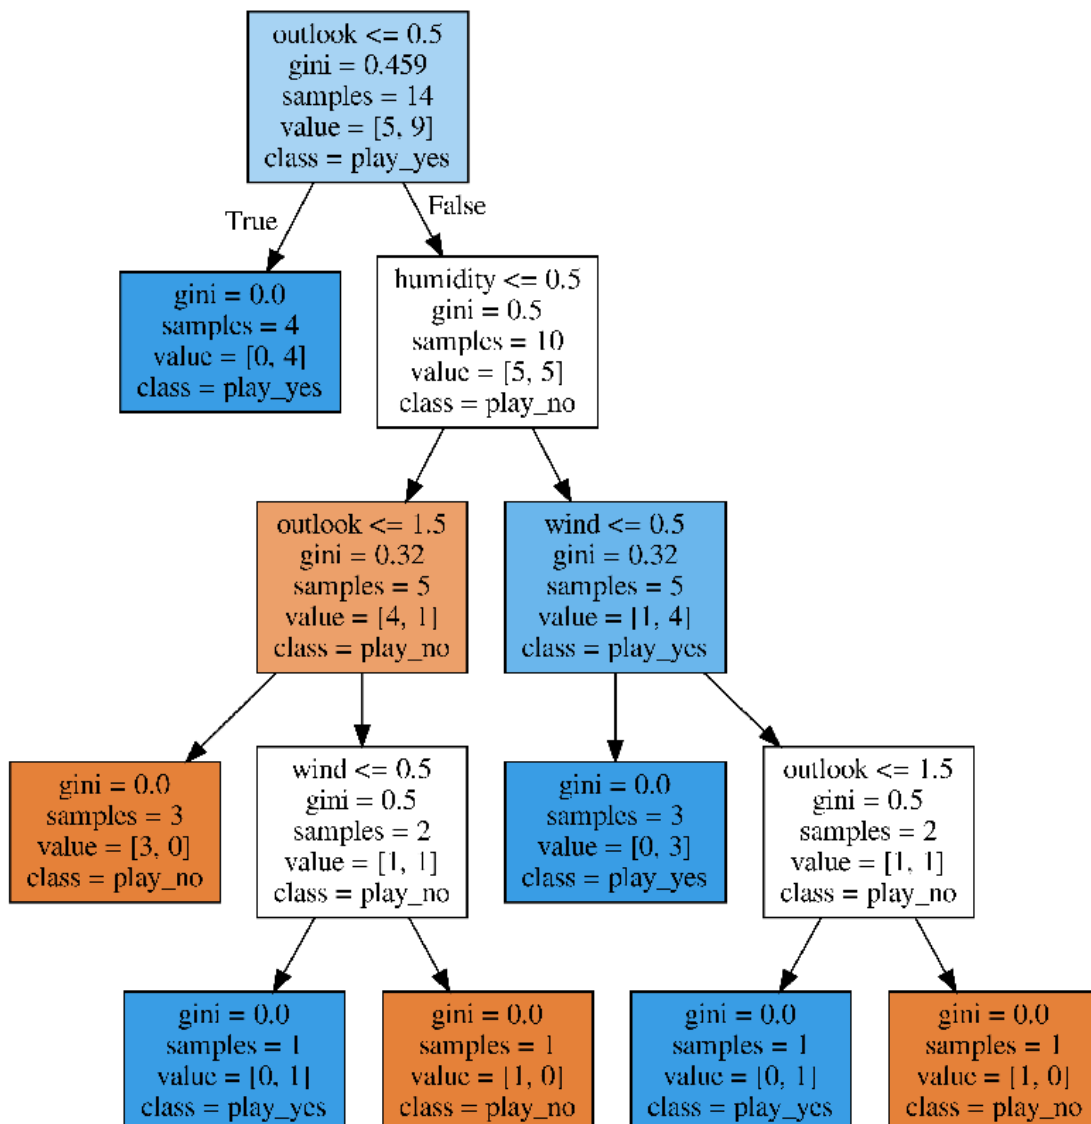 outlook <= 0.5
gini = 0.459
samples = 14
value = [5, 9]
class = play_yes
True
False
gini = 0.0
samples = 4
value = [0, 4]
class = play_yes
humidity <= 0.5
gini = 0.5
samples = 10
value = [5, 5]
class = play_no
outlook <= 1.5
gini = 0.32
samples = 5
value = [4, 1]
class = play_no
wind <= 0.5
gini = 0.32
samples = 5
value = [1, 4]
class = play_yes
gini = 0.0
samples = 3
value = [3, 0]
class = play_no
wind <= 0.5
gini = 0.5
samples = 2
value = [1, 1]
class = play_no
gini = 0.0
samples = 3
value = [0, 3]
class = play_yes
outlook <= 1.5
gini = 0.5
samples = 2
value = [1, 1]
class = play_no
gini = 0.0
samples = 1
value = [0, 1]
class = play_yes
gini = 0.0
samples = 1
value = [1, 0]
class = play_no
gini = 0.0
samples = 1
value = [0, 1]
class = play_yes
gini = 0.0
samples = 1
value = [1, 0]
class = play_no